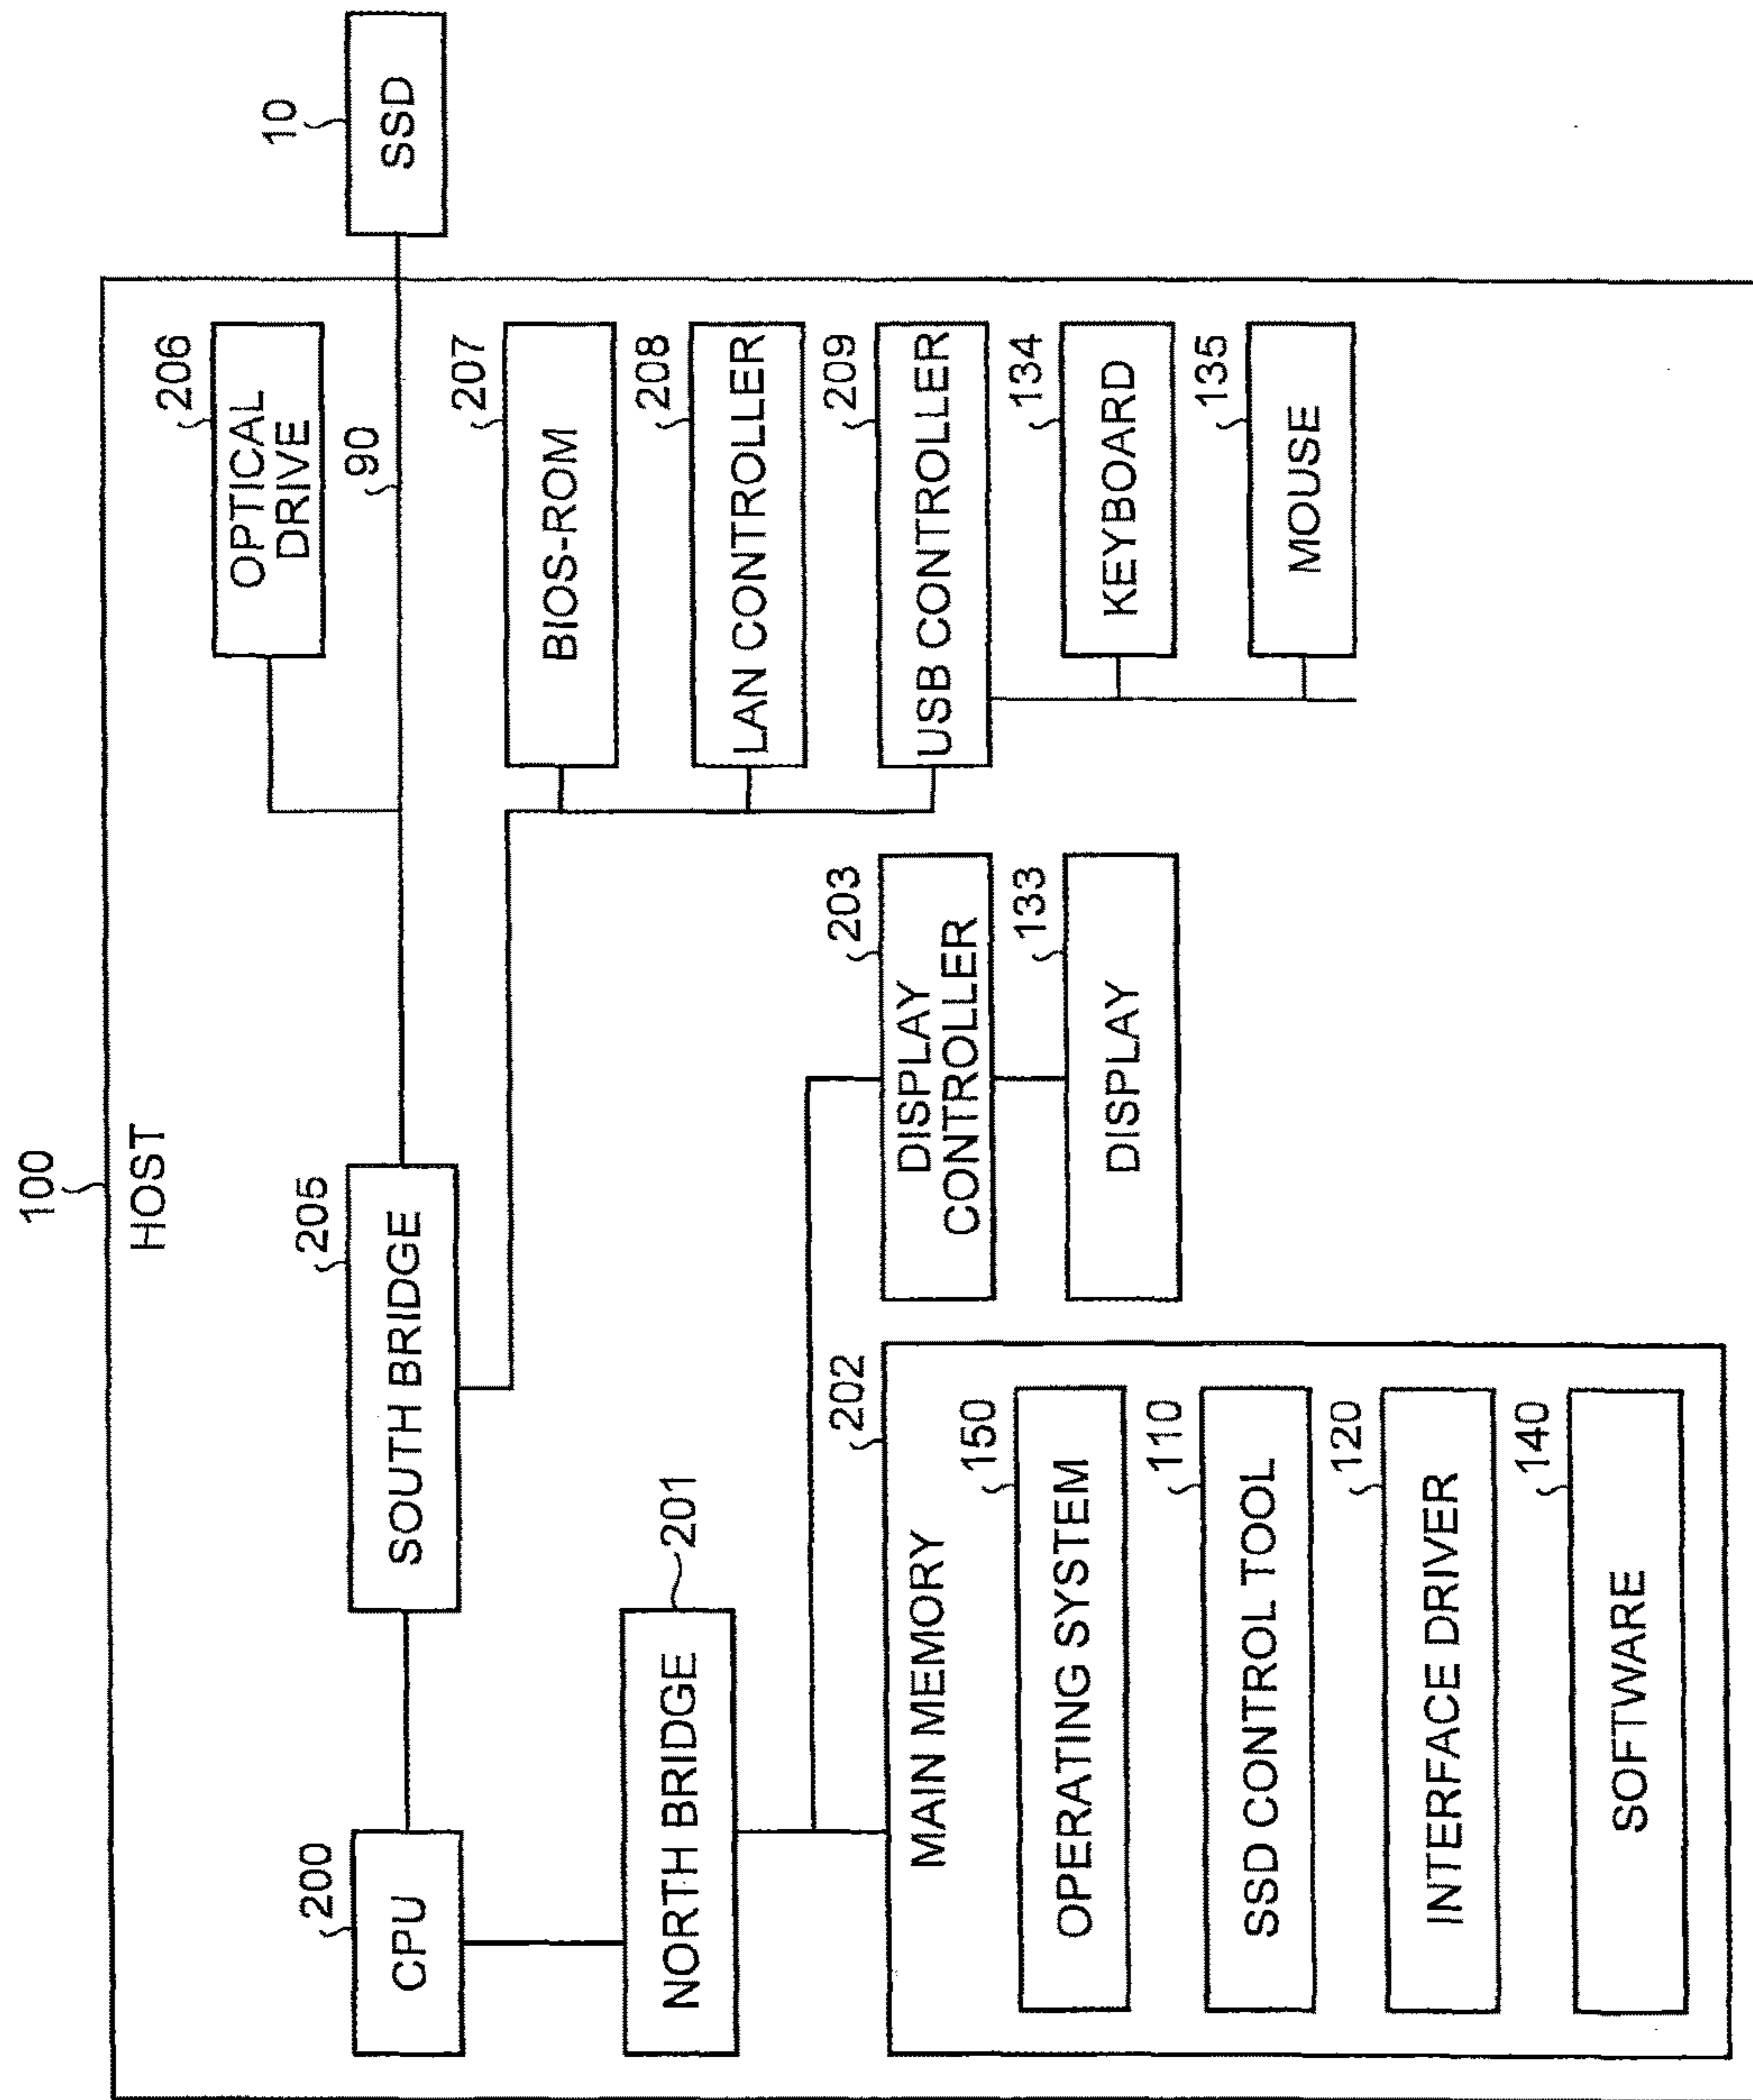 100
HOST
200
CPU
205
SOUTH BRIDGE
206
OPTICAL
DRIVE
90
10
SSD
207
BIOS-ROM
208
LAN CONTROLLER
209
USB CONTROLLER
134
KEYBOARD
135
MOUSE
201
NORTH BRIDGE
203
DISPLAY
CONTROLLER
133
DISPLAY
202
MAIN MEMORY
150
OPERATING SYSTEM
110
SSD CONTROL TOOL
120
INTERFACE DRIVER
140
SOFTWARE